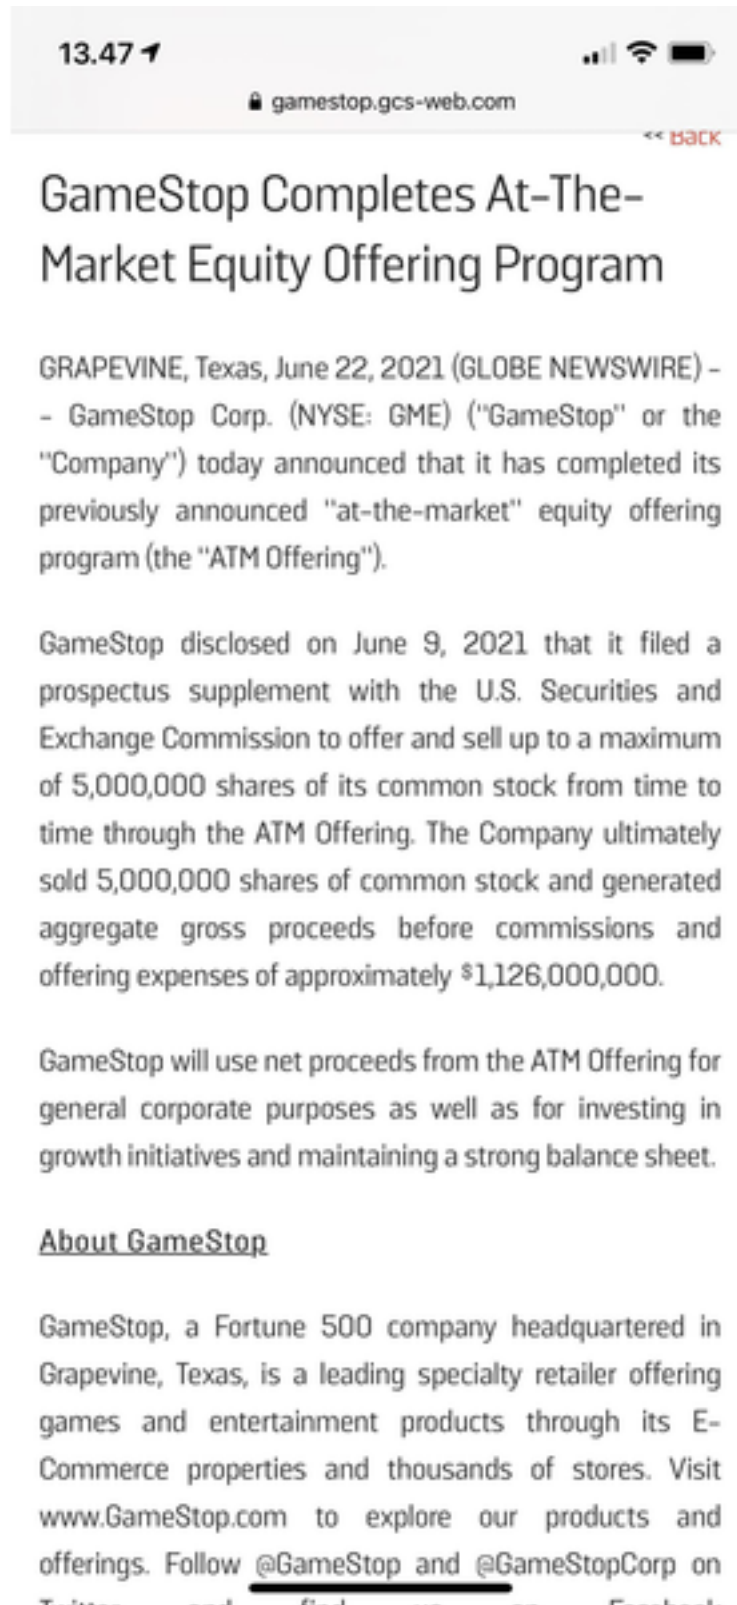 13.47
gamestop.gcs-web.com
<< Back
GameStop Completes At-The-
Market Equity Offering Program
GRAPEVINE, Texas, June 22, 2021 (GLOBE NEWSWIRE) -
- GameStop Corp. (NYSE: GME) ("GameStop" or the
"Company") today announced that it has completed its
previously announced "at-the-market" equity offering
program (the "ATM Offering").
GameStop disclosed on June 9, 2021 that it filed a
prospectus supplement with the U.S. Securities and
Exchange Commission to offer and sell up to a maximum
of 5,000,000 shares of its common stock from time to
time through the ATM Offering. The Company ultimately
sold 5,000,000 shares of common stock and generated
aggregate gross proceeds before commissions and
offering expenses of approximately $1,126,000,000.
GameStop will use net proceeds from the ATM Offering for
general corporate purposes as well as for investing in
growth initiatives and maintaining a strong balance sheet.
About GameStop
GameStop, a Fortune 500 company headquartered in
Grapevine, Texas, is a leading specialty retailer offering
games and entertainment products through its E-
Commerce properties and thousands of stores. Visit
www.GameStop.com to explore our products and
offerings. Follow @GameStop and @GameStopCorp on
Twitter and find us on Facebook